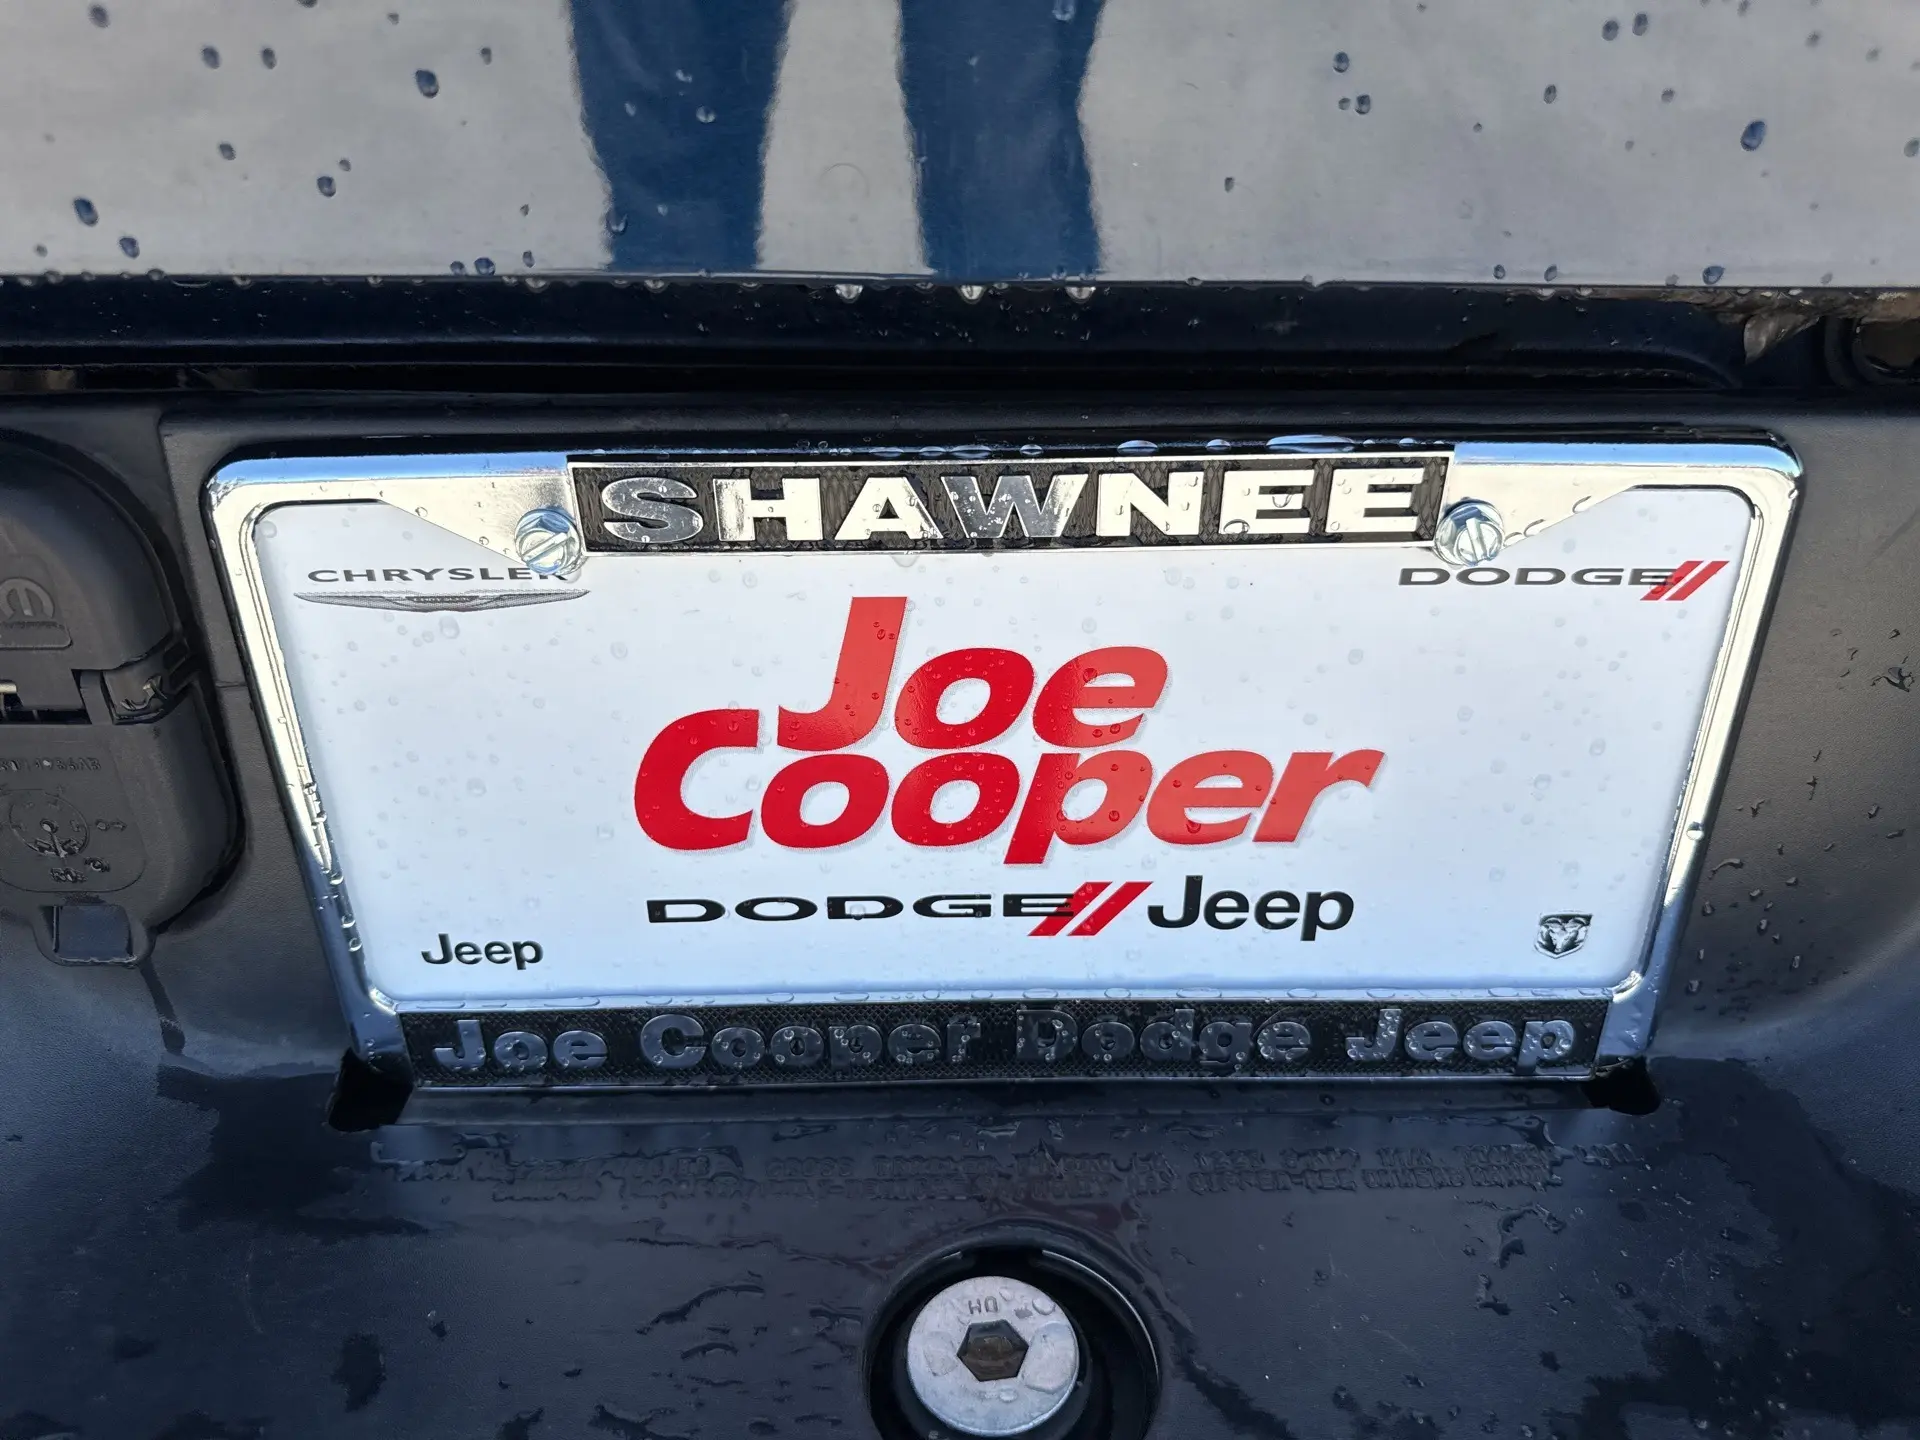 SHAWNEE
CHRYSLER
DODGE
Joe
Cooper
DODGE Jeep
Jeep
Joe Cooper Dodge Jeep